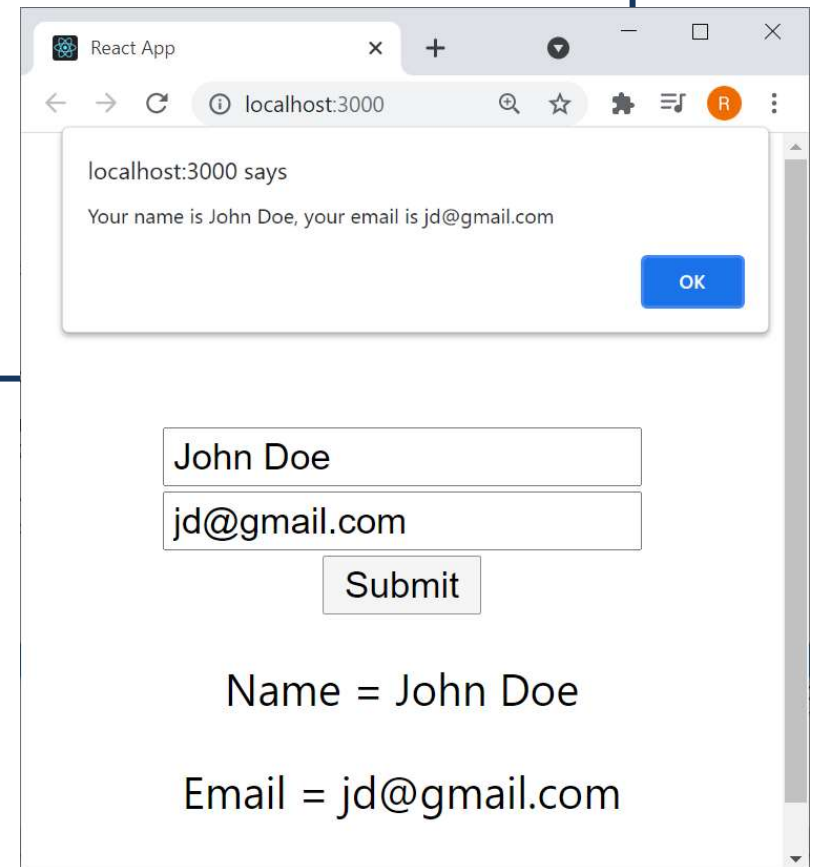 React App
localhost:3000
R
localhost:3000 says
Your name is John Doe, your email is jd@gmail.com
OK
John Doe
jd@gmail.com
Submit
Name = John Doe
Email = jd@gmail.com